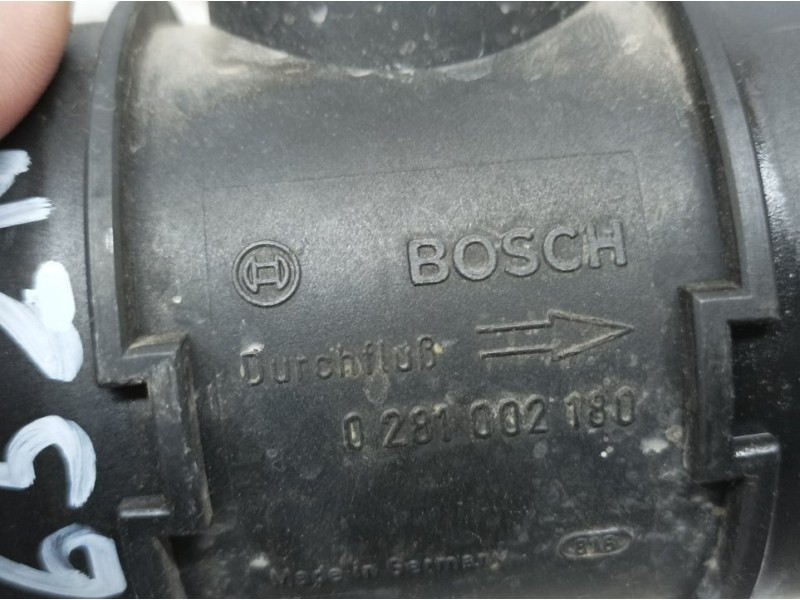 BOSCH
Durchfluß
0 281 002 180
Made in Germany